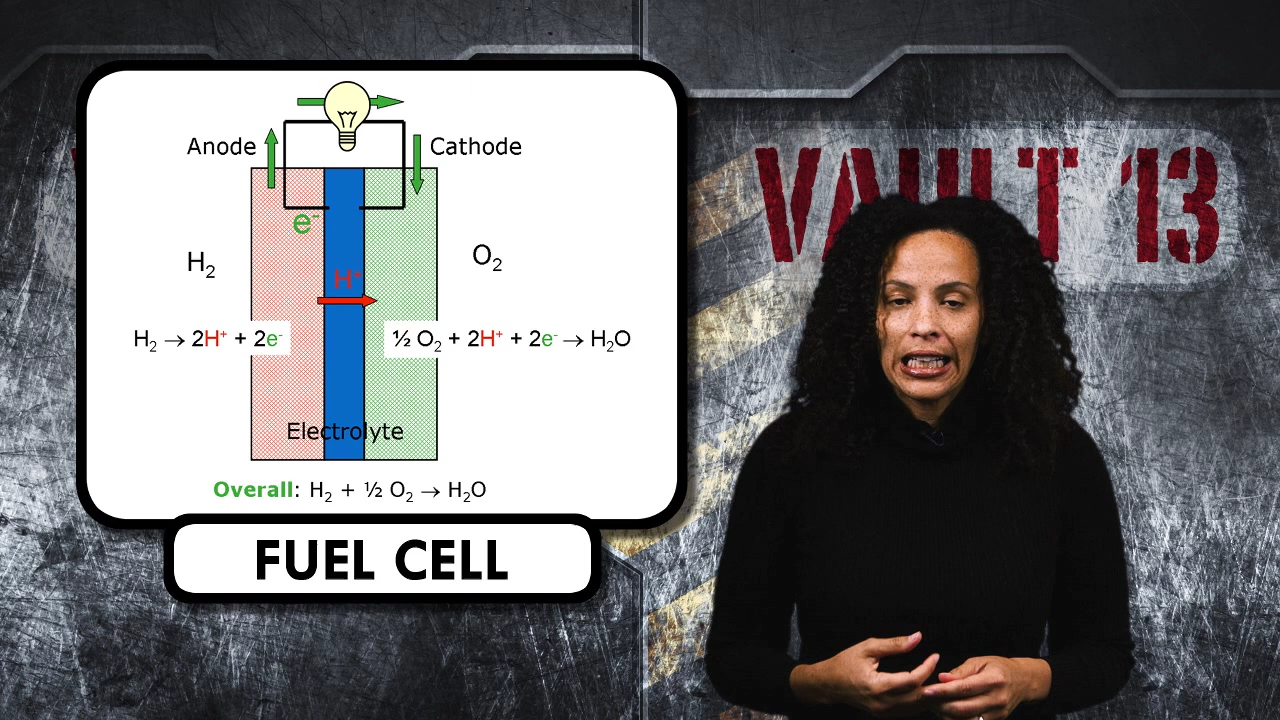 VAULT 13
Anode
Cathode
e⁻
H₂
O₂
H⁺
H₂ → 2H⁺ + 2e⁻
½ O₂ + 2H⁺ + 2e⁻ → H₂O
Electrolyte
Overall: H₂ + ½ O₂ → H₂O
FUEL CELL